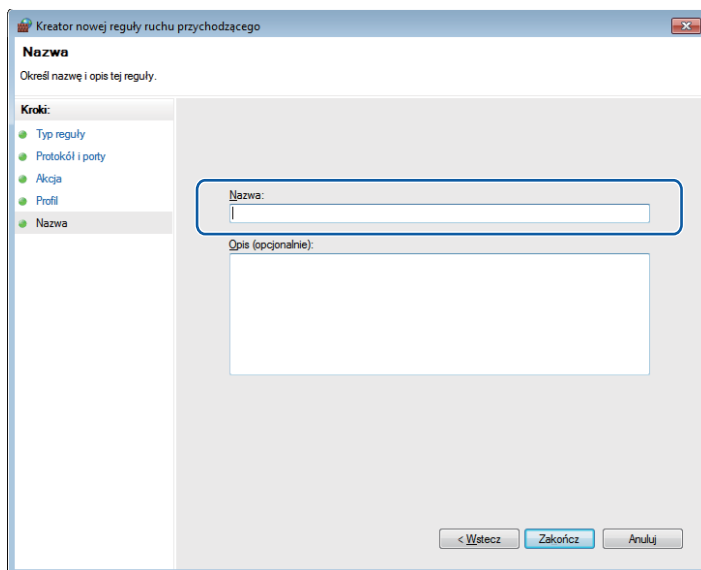 Kreator nowej reguły ruchu przychodzącego
Nazwa
Określ nazwę i opis tej reguły.
Kroki:
Typ reguły
Protokół i porty
Akcja
Profil
Nazwa
Nazwa:
Opis (opcjonalnie):
< Wstecz
Zakończ
Anuluj